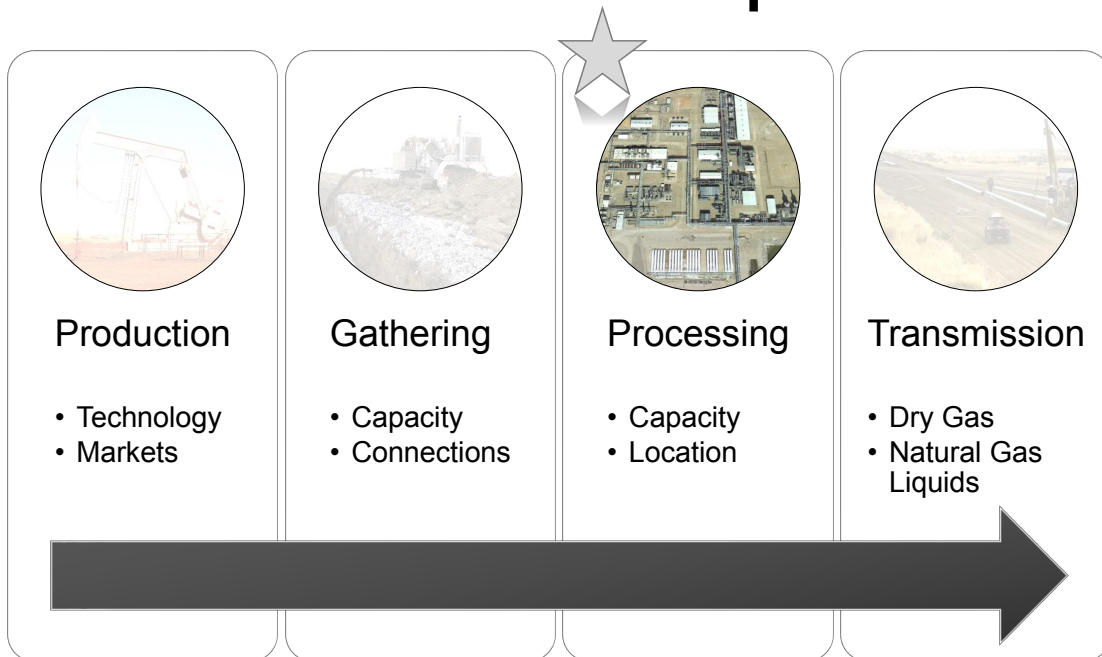 Production
• Technology
• Markets
Gathering
• Capacity
• Connections
Processing
• Capacity
• Location
Transmission
• Dry Gas
• Natural Gas
Liquids